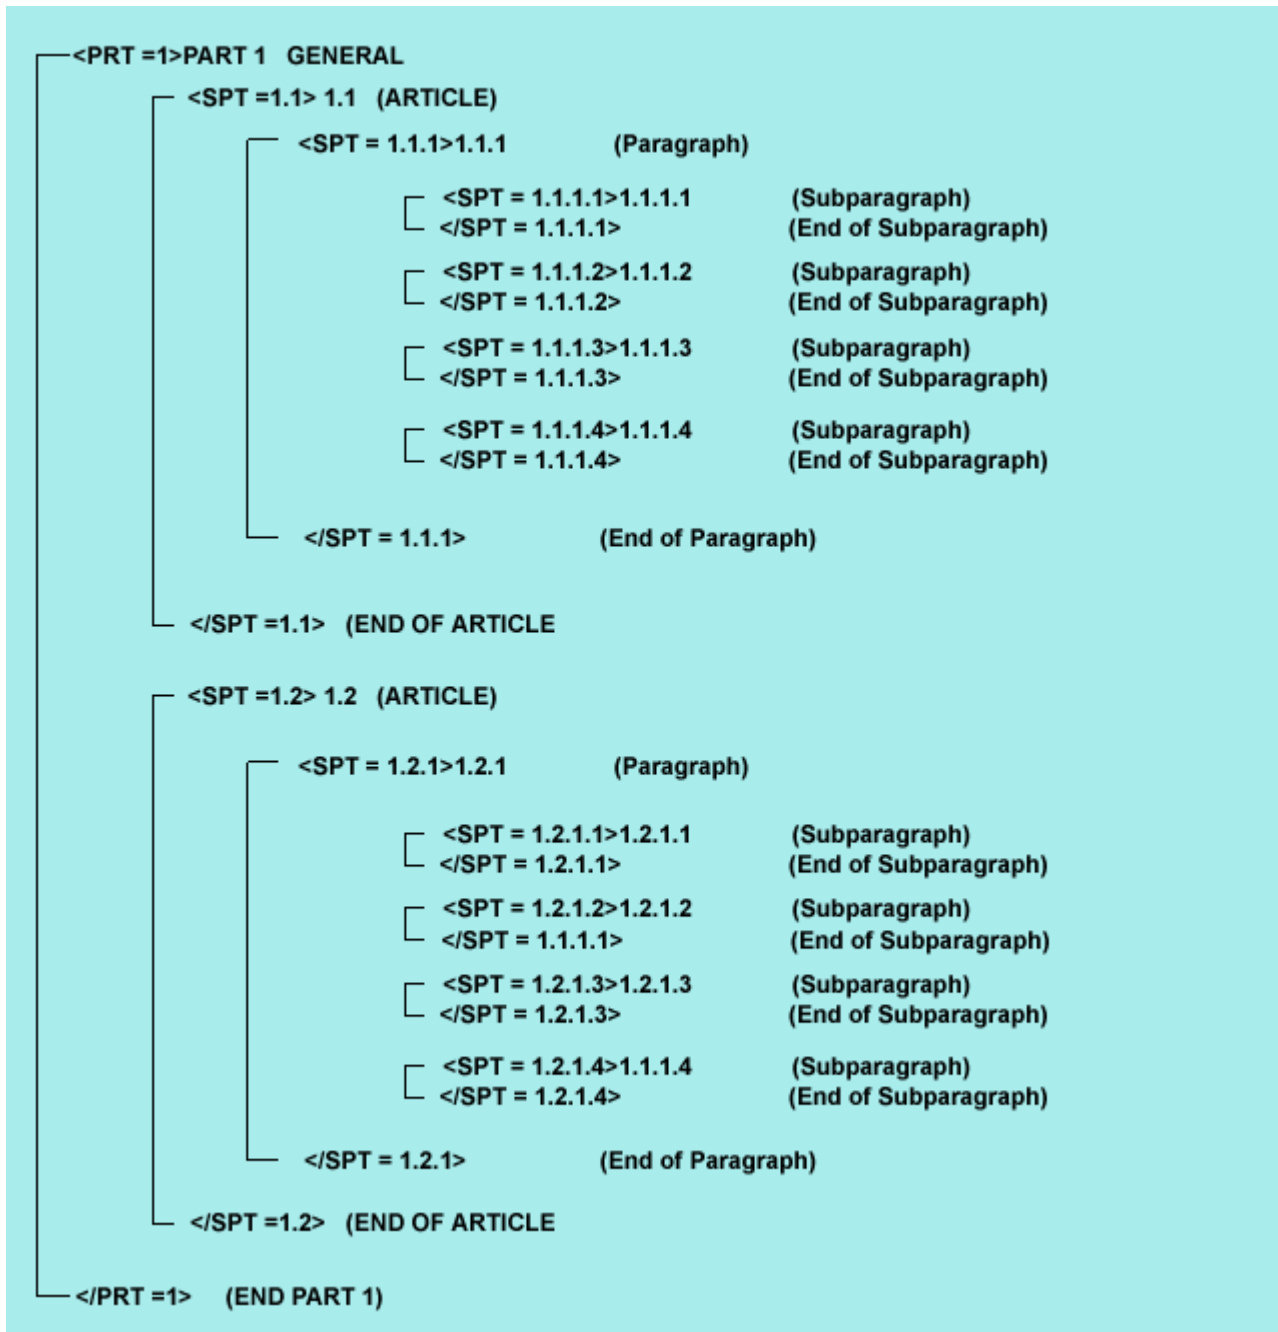 <PRT =1>PART 1 GENERAL
<SPT =1.1> 1.1 (ARTICLE)
<SPT = 1.1.1>1.1.1 (Paragraph)
<SPT = 1.1.1.1>1.1.1.1 (Subparagraph)
</SPT = 1.1.1.1> (End of Subparagraph)
<SPT = 1.1.1.2>1.1.1.2 (Subparagraph)
</SPT = 1.1.1.2> (End of Subparagraph)
<SPT = 1.1.1.3>1.1.1.3 (Subparagraph)
</SPT = 1.1.1.3> (End of Subparagraph)
<SPT = 1.1.1.4>1.1.1.4 (Subparagraph)
</SPT = 1.1.1.4> (End of Subparagraph)
</SPT = 1.1.1> (End of Paragraph)
</SPT =1.1> (END OF ARTICLE
<SPT =1.2> 1.2 (ARTICLE)
<SPT = 1.2.1>1.2.1 (Paragraph)
<SPT = 1.2.1.1>1.2.1.1 (Subparagraph)
</SPT = 1.2.1.1> (End of Subparagraph)
<SPT = 1.2.1.2>1.2.1.2 (Subparagraph)
</SPT = 1.1.1.1> (End of Subparagraph)
<SPT = 1.2.1.3>1.2.1.3 (Subparagraph)
</SPT = 1.2.1.3> (End of Subparagraph)
<SPT = 1.2.1.4>1.1.1.4 (Subparagraph)
</SPT = 1.2.1.4> (End of Subparagraph)
</SPT = 1.2.1> (End of Paragraph)
</SPT =1.2> (END OF ARTICLE
</PRT =1> (END PART 1)